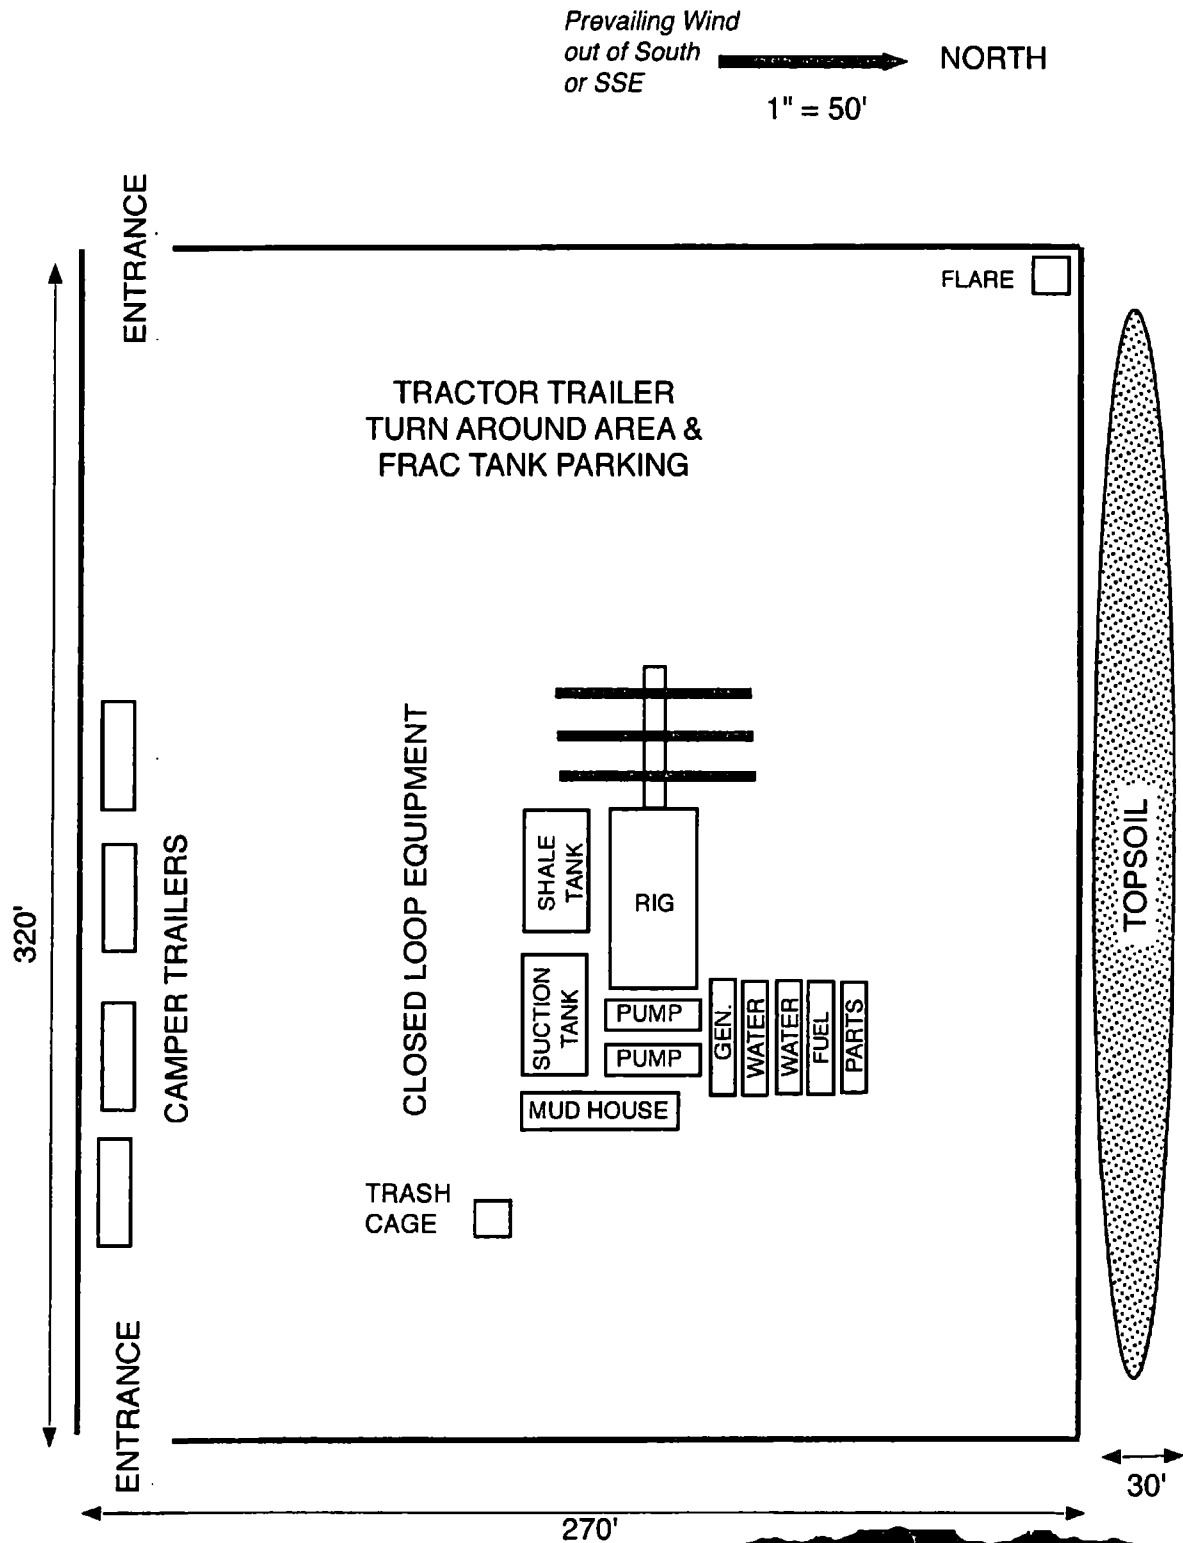 Prevailing Wind
out of South
or SSE
NORTH
1" = 50'
ENTRANCE
FLARE
TRACTOR TRAILER
TURN AROUND AREA &
FRAC TANK PARKING
320'
CAMPER TRAILERS
CLOSED LOOP EQUIPMENT
SHALE
TANK
RIG
TOPSOIL
SUCTION
TANK
PUMP
PUMP
GEN.
WATER
WATER
FUEL
PARTS
MUD HOUSE
TRASH
CAGE
ENTRANCE
30'
270'